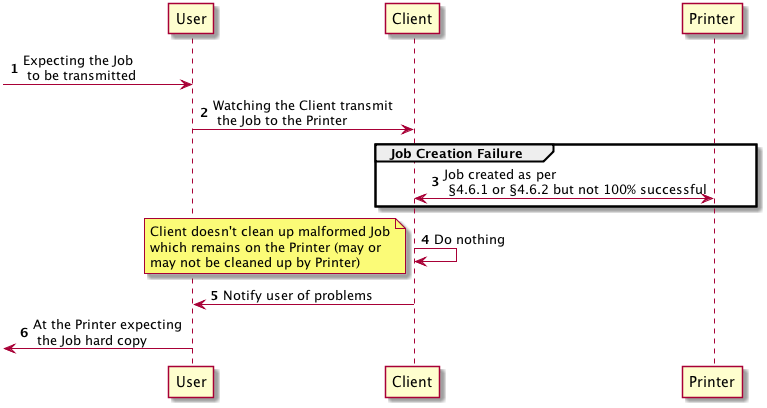 User
Client
Printer
1 Expecting the Job
to be transmitted
2 Watching the Client transmit
the Job to the Printer
Job Creation Failure
3 Job created as per
§4.6.1 or §4.6.2 but not 100% successful
Client doesn't clean up malformed Job
which remains on the Printer (may or
may not be cleaned up by Printer)
4 Do nothing
5 Notify user of problems
6 At the Printer expecting
the Job hard copy
User
Client
Printer